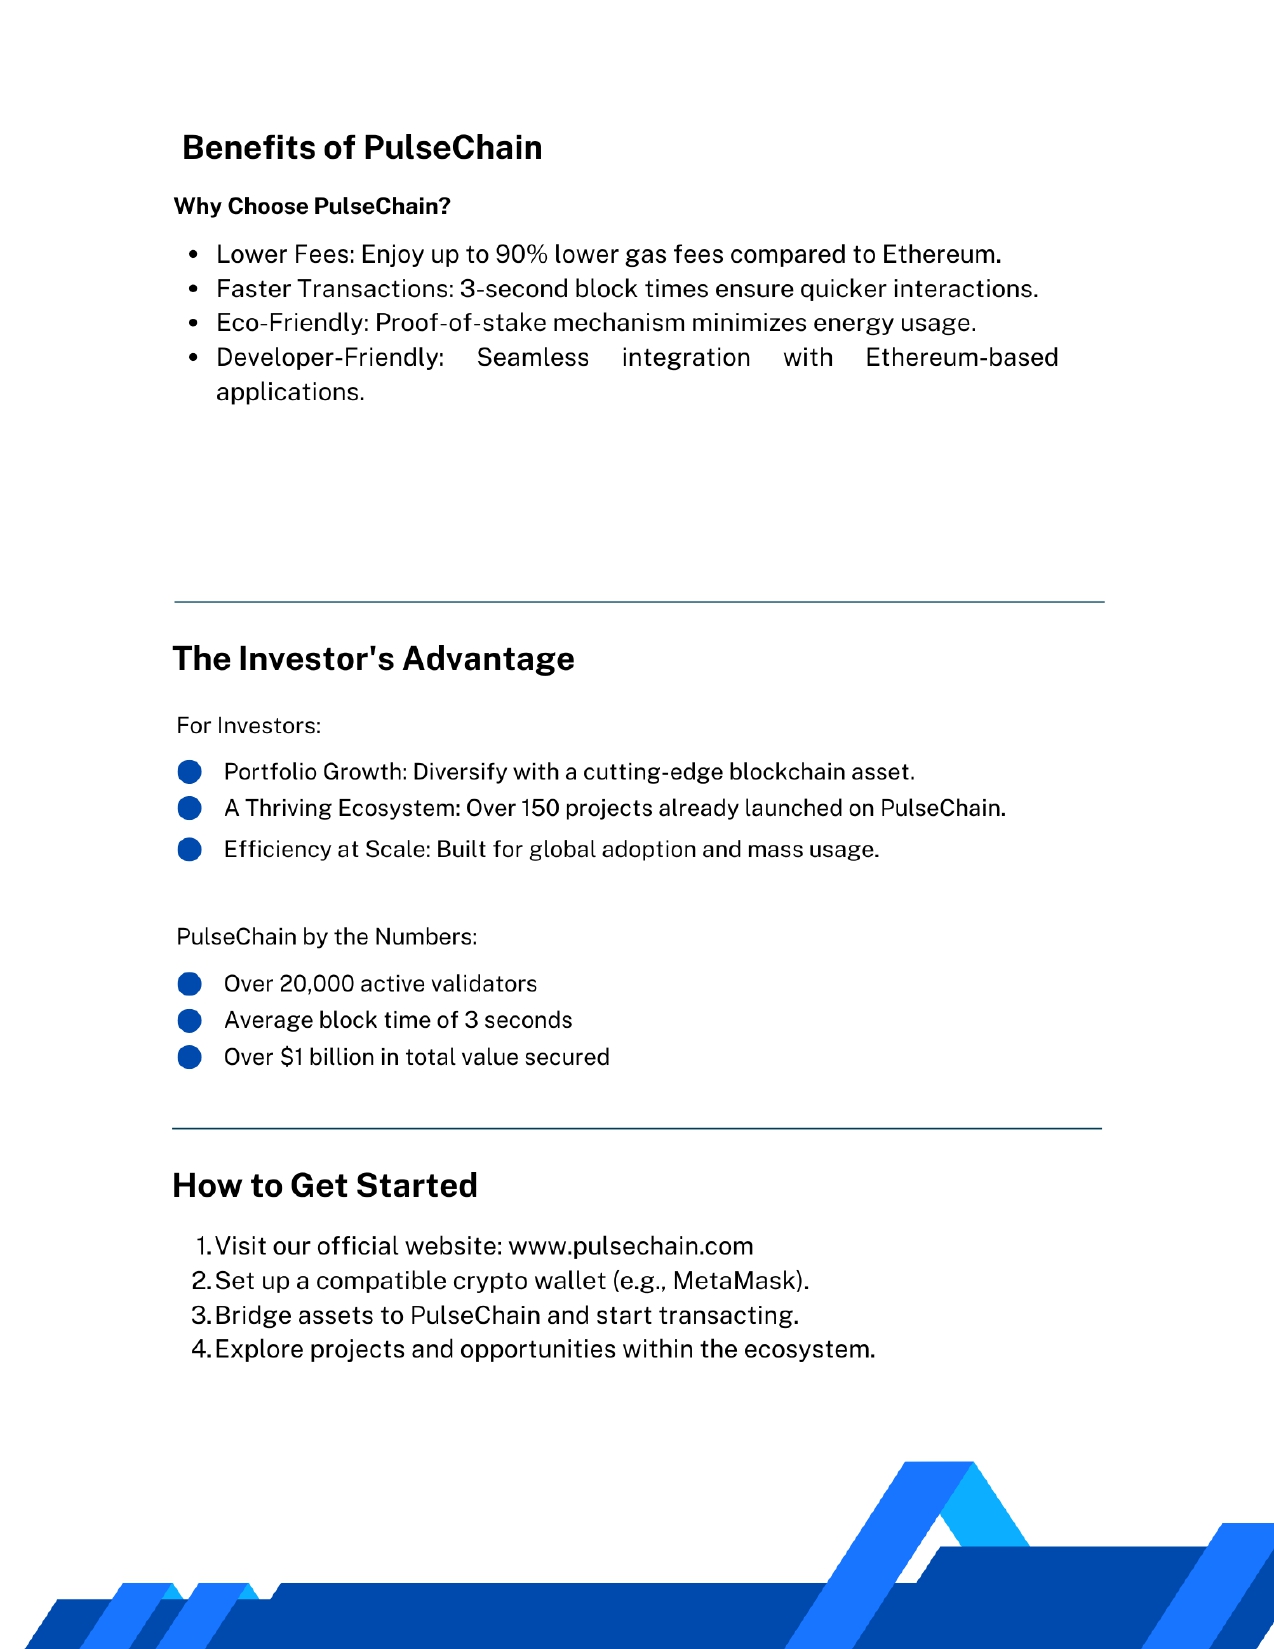 Benefits of PulseChain
Why Choose PulseChain?
• Lower Fees: Enjoy up to 90% lower gas fees compared to Ethereum.
• Faster Transactions: 3-second block times ensure quicker interactions.
• Eco-Friendly: Proof-of-stake mechanism minimizes energy usage.
• Developer-Friendly: Seamless integration with Ethereum-based
applications.
The Investor's Advantage
For Investors:
Portfolio Growth: Diversify with a cutting-edge blockchain asset.
A Thriving Ecosystem: Over 150 projects already launched on PulseChain.
Efficiency at Scale: Built for global adoption and mass usage.
PulseChain by the Numbers:
Over 20,000 active validators
Average block time of 3 seconds
Over $1 billion in total value secured
How to Get Started
1. Visit our official website: www.pulsechain.com
2. Set up a compatible crypto wallet (e.g., MetaMask).
3. Bridge assets to PulseChain and start transacting.
4. Explore projects and opportunities within the ecosystem.